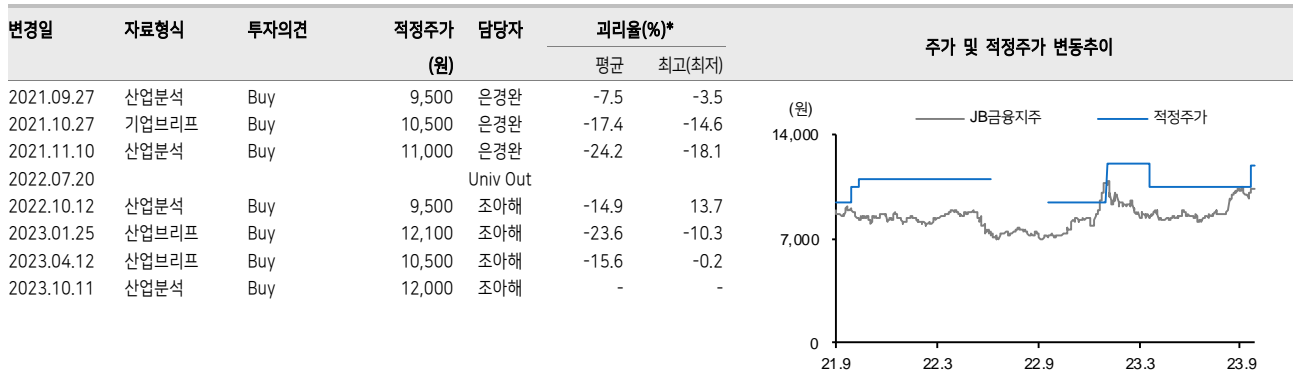 변경일 자료형식 투자의견 적정주가 담당자 괴리율(%)* 주가 및 적정주가 변동추이
(원) 평균 최고(최저)
2021.09.27 산업분석 Buy 9,500 은경완 -7.5 -3.5
2021.10.27 기업브리프 Buy 10,500 은경완 -17.4 -14.6
2021.11.10 산업분석 Buy 11,000 은경완 -24.2 -18.1
2022.07.20 Univ Out
2022.10.12 산업분석 Buy 9,500 조아해 -14.9 13.7
2023.01.25 산업브리프 Buy 12,100 조아해 -23.6 -10.3
2023.04.12 산업브리프 Buy 10,500 조아해 -15.6 -0.2
2023.10.11 산업분석 Buy 12,000 조아해 - -
(원) JB금융지주 적정주가
14,000
7,000
0
21.9 22.3 22.9 23.3 23.9